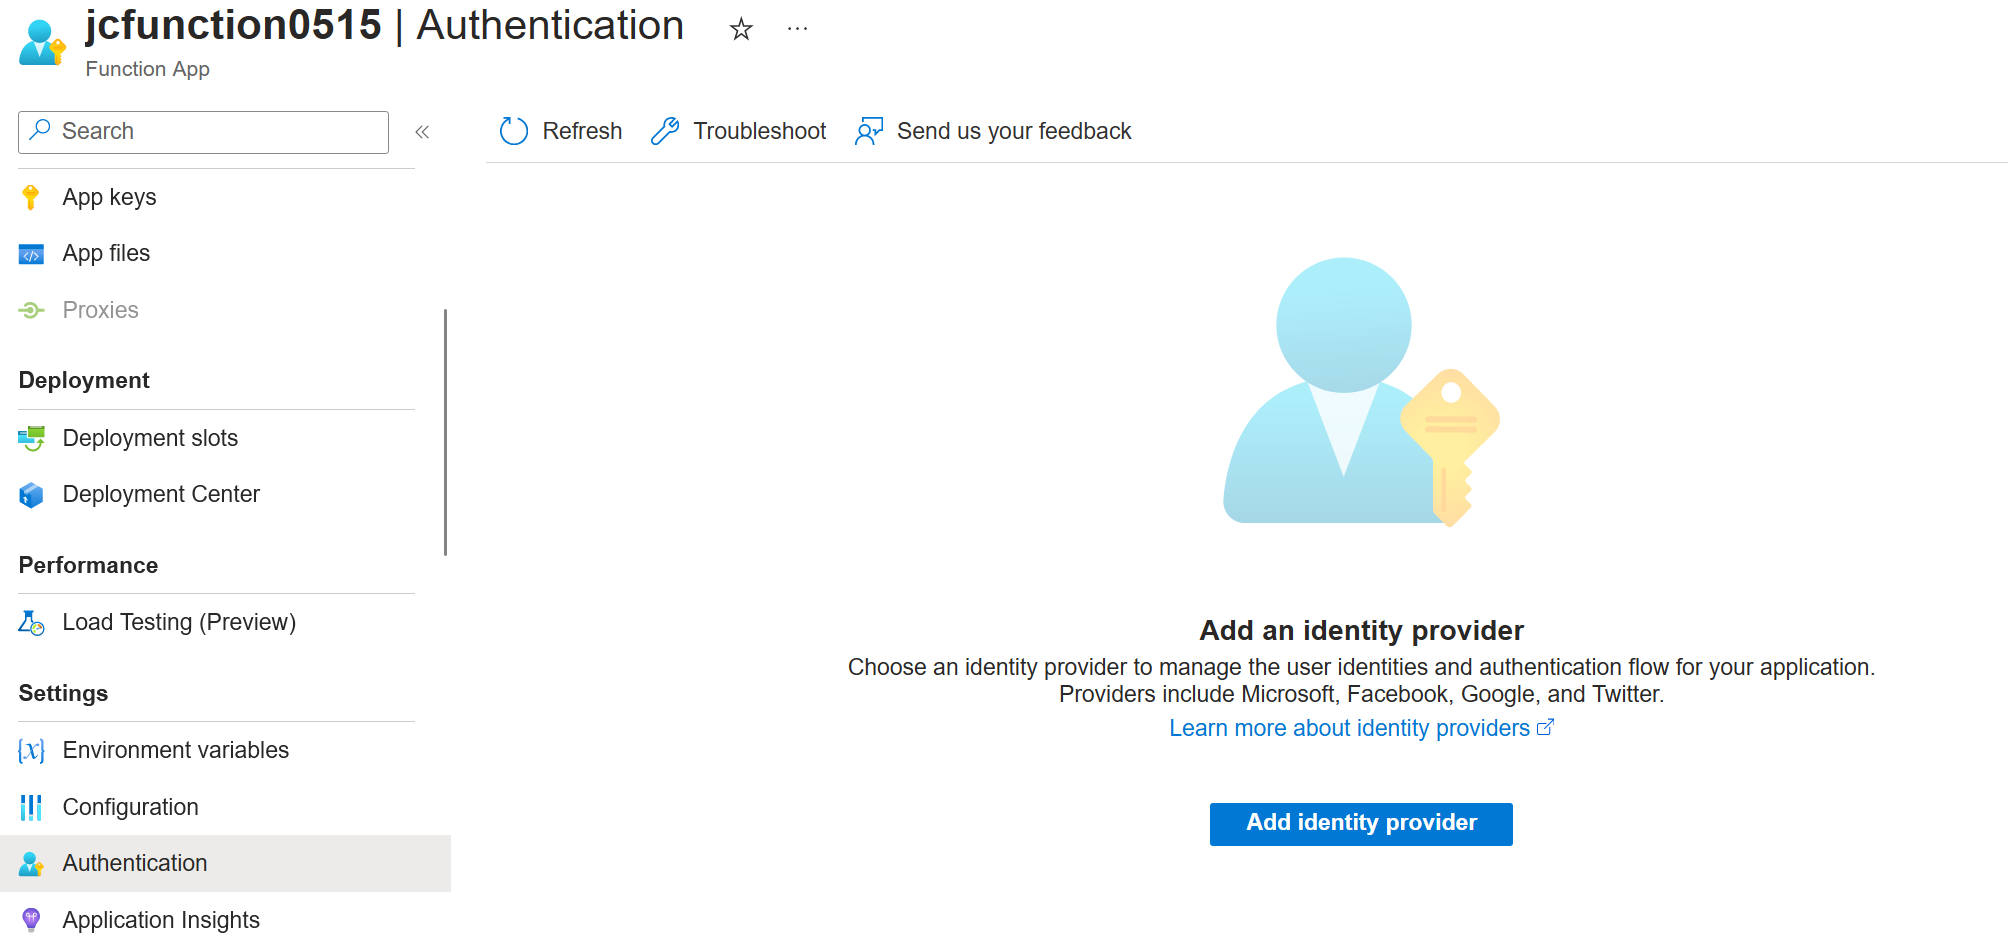 jcfunction0515 | Authentication
Function App
Search
Refresh
Troubleshoot
Send us your feedback
App keys
App files
Proxies
Deployment
Deployment slots
Deployment Center
Performance
Load Testing (Preview)
Settings
Environment variables
Configuration
Authentication
Application Insights
Add an identity provider
Choose an identity provider to manage the user identities and authentication flow for your application.
Providers include Microsoft, Facebook, Google, and Twitter.
Learn more about identity providers
Add identity provider